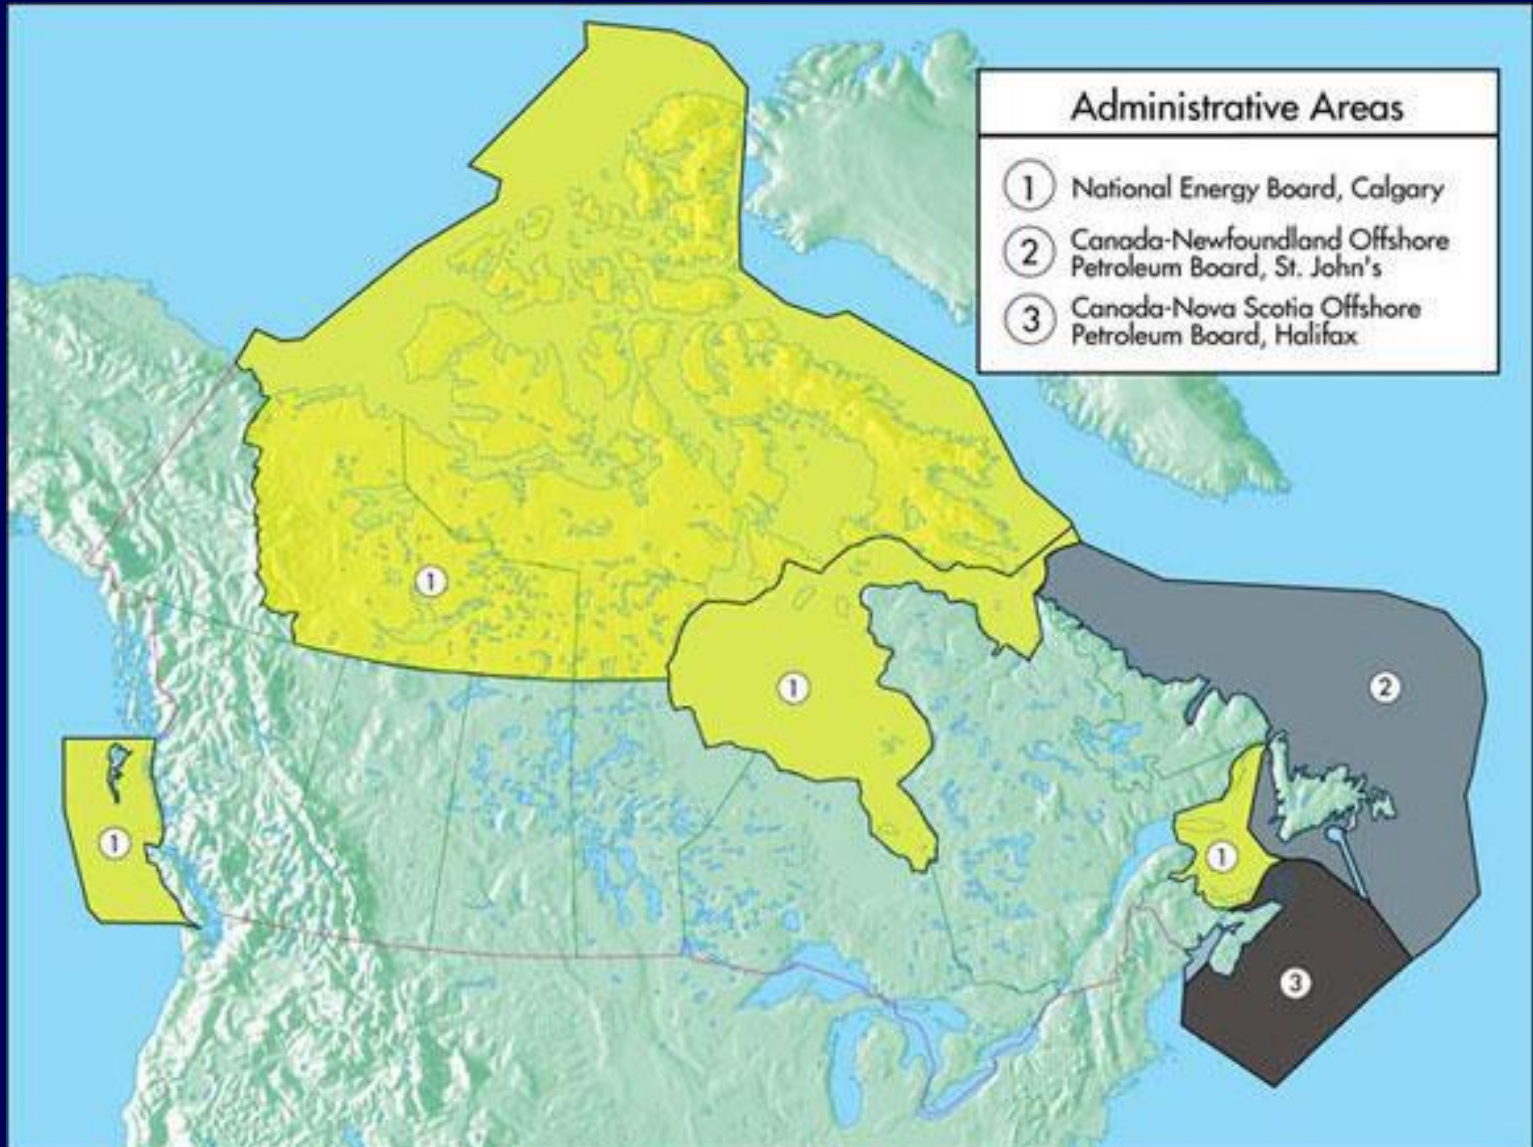 Administrative Areas
1 National Energy Board, Calgary
2 Canada-Newfoundland Offshore
Petroleum Board, St. John's
3 Canada-Nova Scotia Offshore
Petroleum Board, Halifax
1
1
2
1
1
3